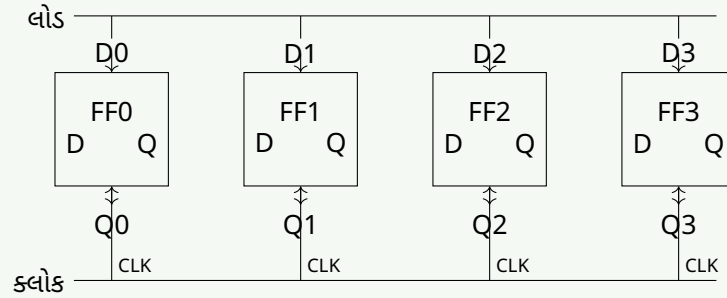 લોડ
D0 D1 D2 D3
FF0 FF1 FF2 FF3
D Q D Q D Q D Q
Q0 Q1 Q2 Q3
CLK CLK CLK CLK
ક્લોક